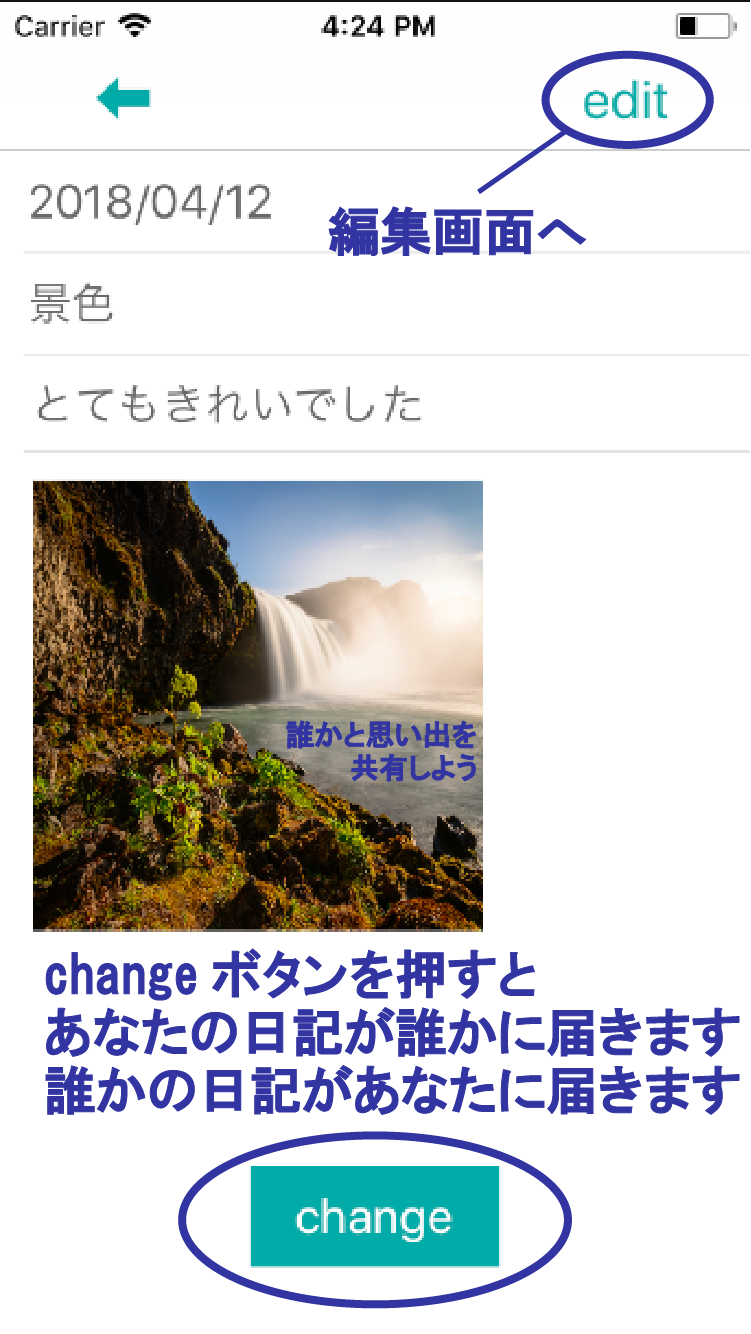 Carrier 4:24 PM
edit
2018/04/12
編集画面へ
景色
とてもきれいでした
誰かと思い出を
共有しよう
change ボタンを押すと
あなたの日記が誰かに届きます
誰かの日記があなたに届きます
change